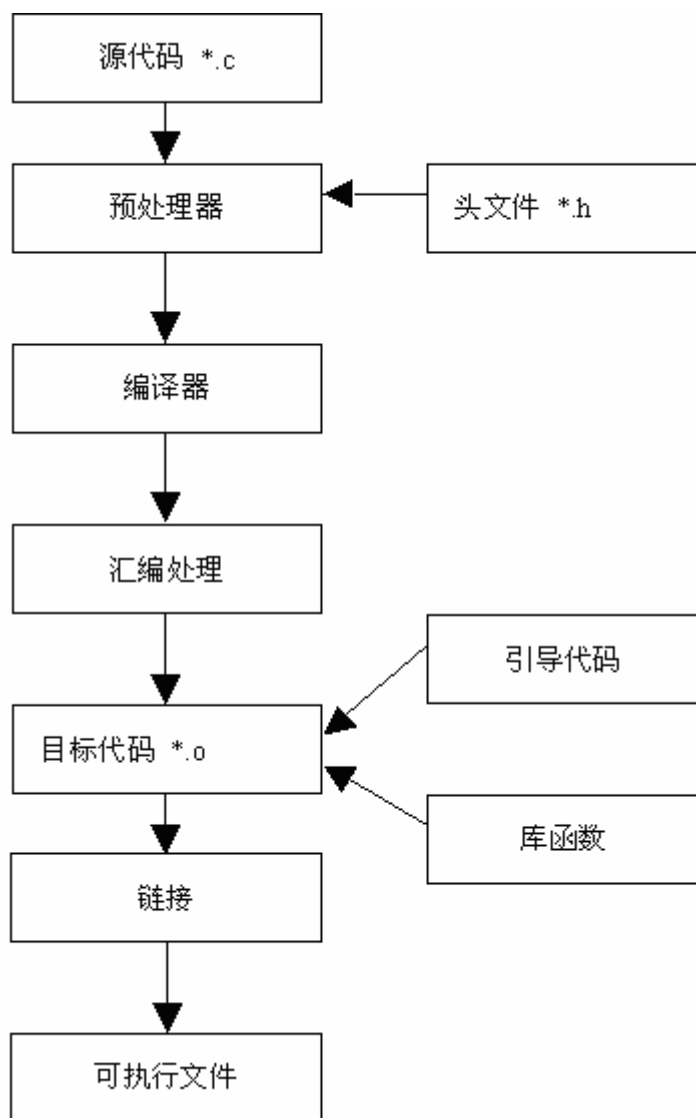 源代码 *.c
预处理器
头文件 *.h
编译器
汇编处理
引导代码
目标代码 *.o
库函数
链接
可执行文件